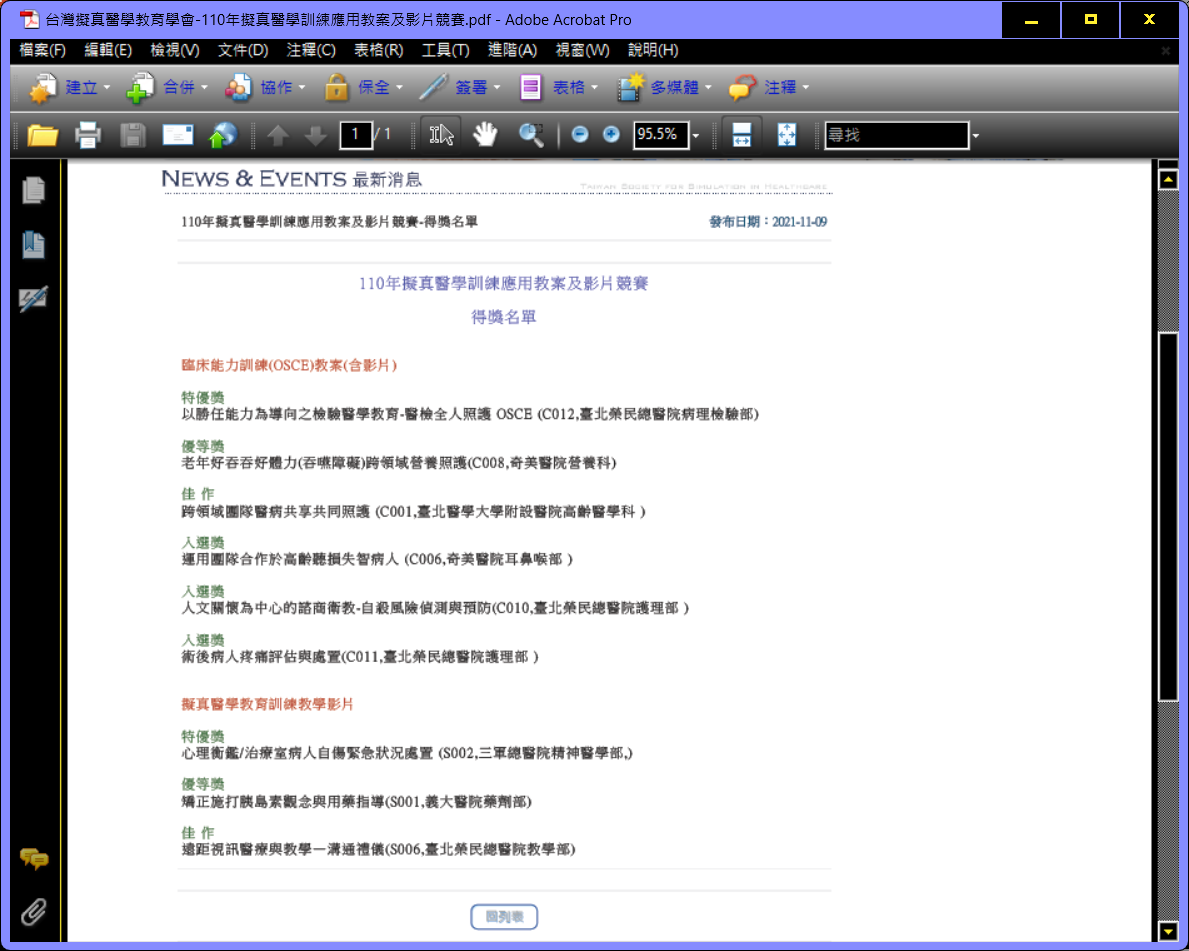 台灣擬真醫學教育學會-110年擬真醫學訓練應用教案及影片競賽.pdf - Adobe Acrobat Pro
檔案(F) 編輯(E) 檢視(V) 文件(D) 注釋(C) 表格(R) 工具(T) 進階(A) 視窗(W) 說明(H)
建立 合併 協作 保全 簽署 表格 多媒體 注釋
1 / 1 95.5% 尋找
NEWS & EVENTS 最新消息
TAIWAN SOCIETY FOR SIMULATION IN HEALTHCARE
110年擬真醫學訓練應用教案及影片競賽-得獎名單 發布日期：2021-11-09
110年擬真醫學訓練應用教案及影片競賽
得獎名單
臨床能力訓練(OSCE)教案(含影片)
特優獎
以勝任能力為導向之檢驗醫學教育-醫檢全人照護 OSCE (C012,臺北榮民總醫院病理檢驗部)
優等獎
老年好吞吞好體力(吞嚥障礙)跨領域營養照護(C008,奇美醫院營養科)
佳 作
跨領域團隊醫病共享共同照護 (C001,臺北醫學大學附設醫院高齡醫學科 )
入選獎
運用團隊合作於高齡聽損失智病人 (C006,奇美醫院耳鼻喉部 )
入選獎
人文關懷為中心的諮商衛教-自殺風險偵測與預防(C010,臺北榮民總醫院護理部 )
入選獎
術後病人疼痛評估與處置(C011,臺北榮民總醫院護理部 )
擬真醫學教育訓練教學影片
特優獎
心理衡鑑/治療室病人自傷緊急狀況處置 (S002,三軍總醫院精神醫學部,)
優等獎
矯正施打胰島素觀念與用藥指導(S001,義大醫院藥劑部)
佳 作
遠距視訊醫療與教學一溝通禮儀(S006,臺北榮民總醫院教學部)
回列表